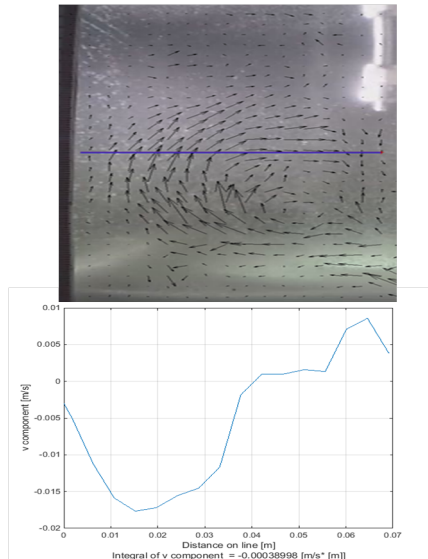 0.01
0.005
0
-0.005
-0.01
-0.015
-0.02
v component [m/s]
0 0.01 0.02 0.03 0.04 0.05 0.06 0.07
Distance on line [m]
Integral of v component = -0.00038998 [m/s* [m]]